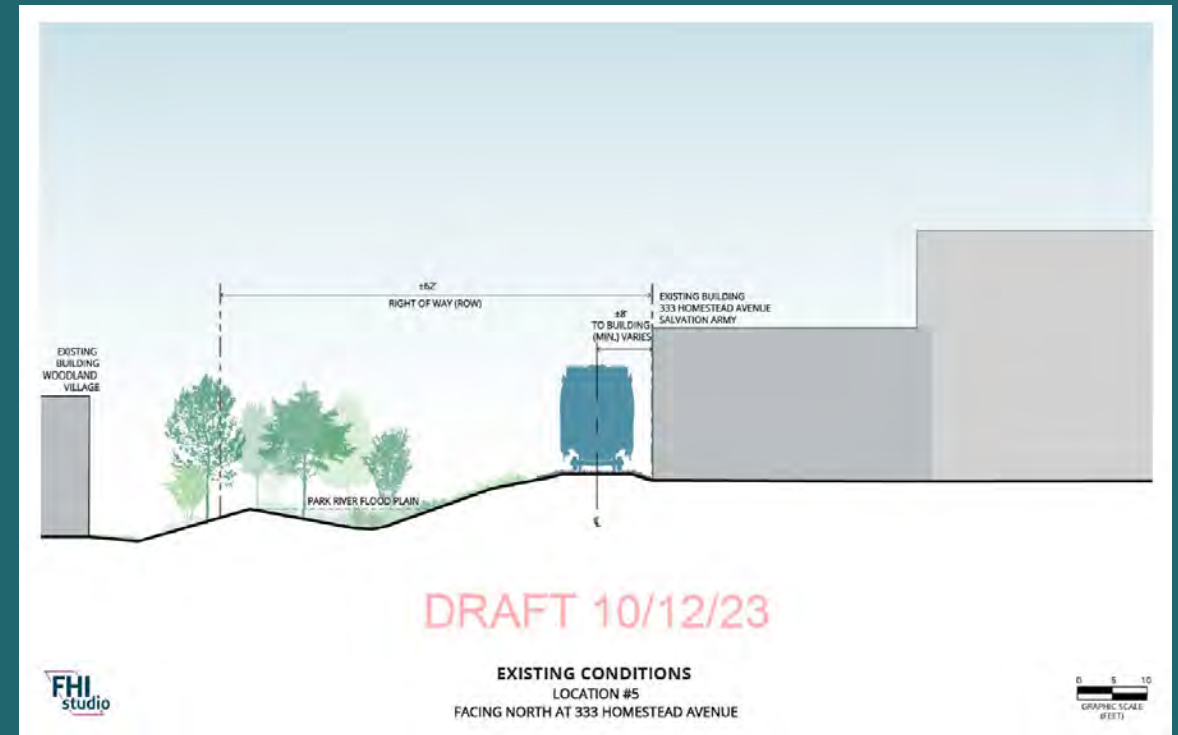 ±62'
RIGHT OF WAY (ROW)
±8'
TO BUILDING
(MIN.) VARIES
EXISTING BUILDING
333 HOMESTEAD AVENUE
SALVATION ARMY
EXISTING
BUILDING
WOODLAND
VILLAGE
PARK RIVER FLOOD PLAIN
℄
DRAFT 10/12/23
FHI
studio
EXISTING CONDITIONS
LOCATION #5
FACING NORTH AT 333 HOMESTEAD AVENUE
0 5 10
GRAPHIC SCALE
(FEET)